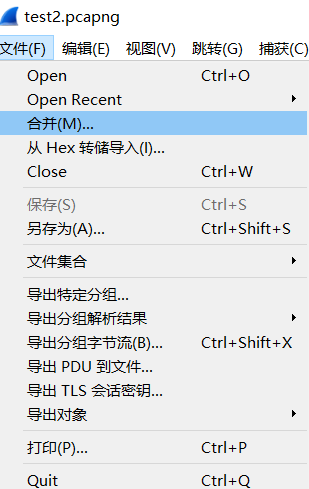 test2.pcapng
文件(F) 编辑(E) 视图(V) 跳转(G) 捕获(C)
Open Ctrl+O
Open Recent
合并(M)...
从 Hex 转储导入(I)...
Close Ctrl+W
保存(S) Ctrl+S
另存为(A)... Ctrl+Shift+S
文件集合
导出特定分组...
导出分组解析结果
导出分组字节流(B)... Ctrl+Shift+X
导出 PDU 到文件...
导出 TLS 会话密钥...
导出对象
打印(P)... Ctrl+P
Quit Ctrl+Q